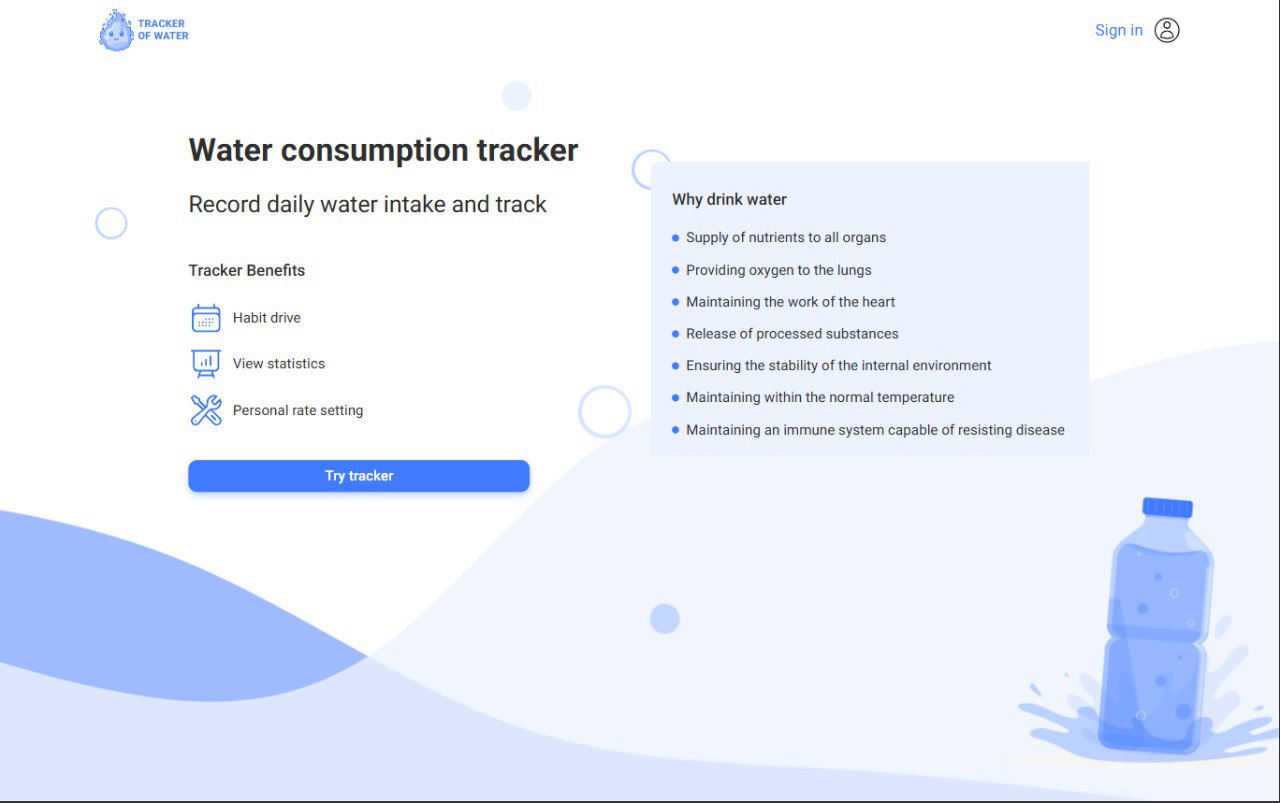 TRACKER
OF WATER
Sign in
Water consumption tracker
Record daily water intake and track
Tracker Benefits
Habit drive
View statistics
Personal rate setting
Try tracker
Why drink water
Supply of nutrients to all organs
Providing oxygen to the lungs
Maintaining the work of the heart
Release of processed substances
Ensuring the stability of the internal environment
Maintaining within the normal temperature
Maintaining an immune system capable of resisting disease